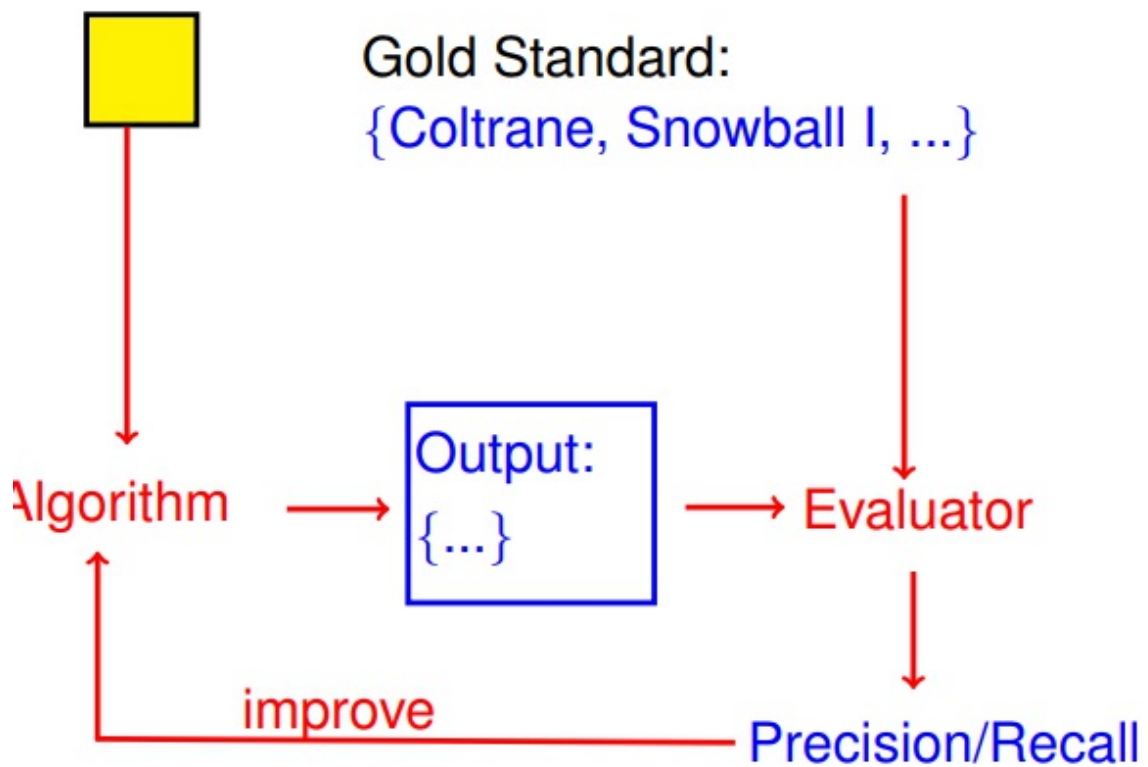 Gold Standard:
{Coltrane, Snowball I, ...}
Algorithm
Output:
{...}
Evaluator
improve
Precision/Recall